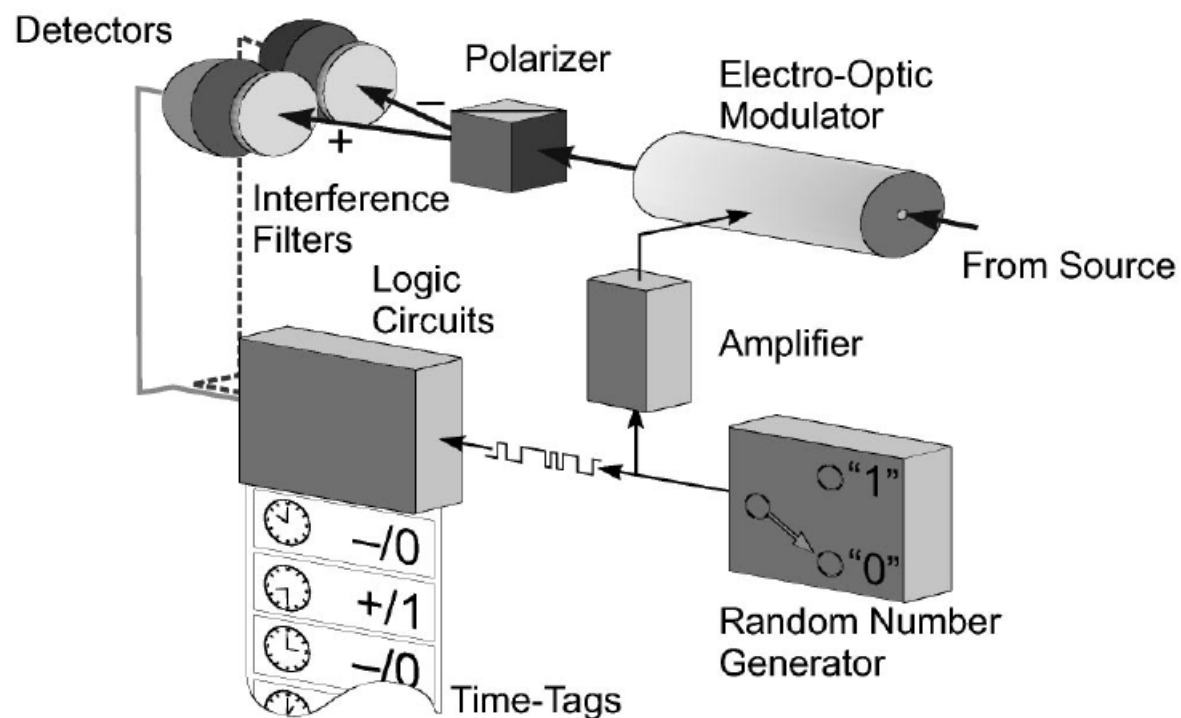 Detectors
Polarizer
Electro-Optic
Modulator
–
+
Interference
Filters
From Source
Logic
Circuits
Amplifier
“1”
“0”
–/0
+/1
–/0
Random Number
Generator
Time-Tags